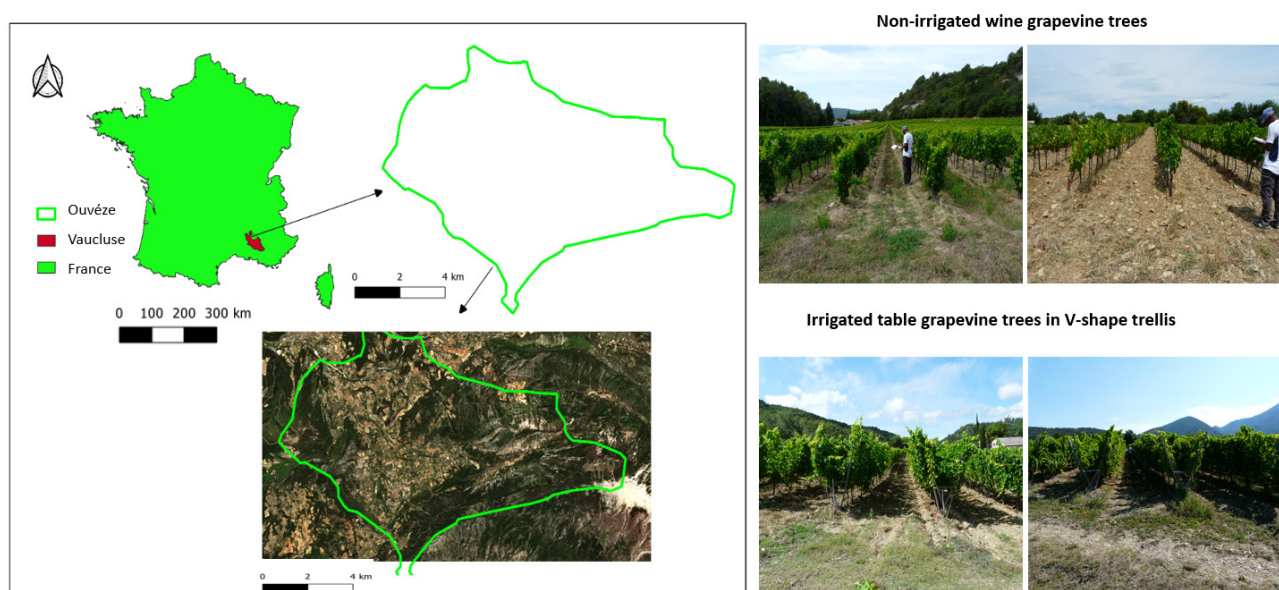 Non-irrigated wine grapevine trees
Ouvéze
Vaucluse
France
0 2 4 km
0 100 200 300 km
Irrigated table grapevine trees in V-shape trellis
0 2 4 km